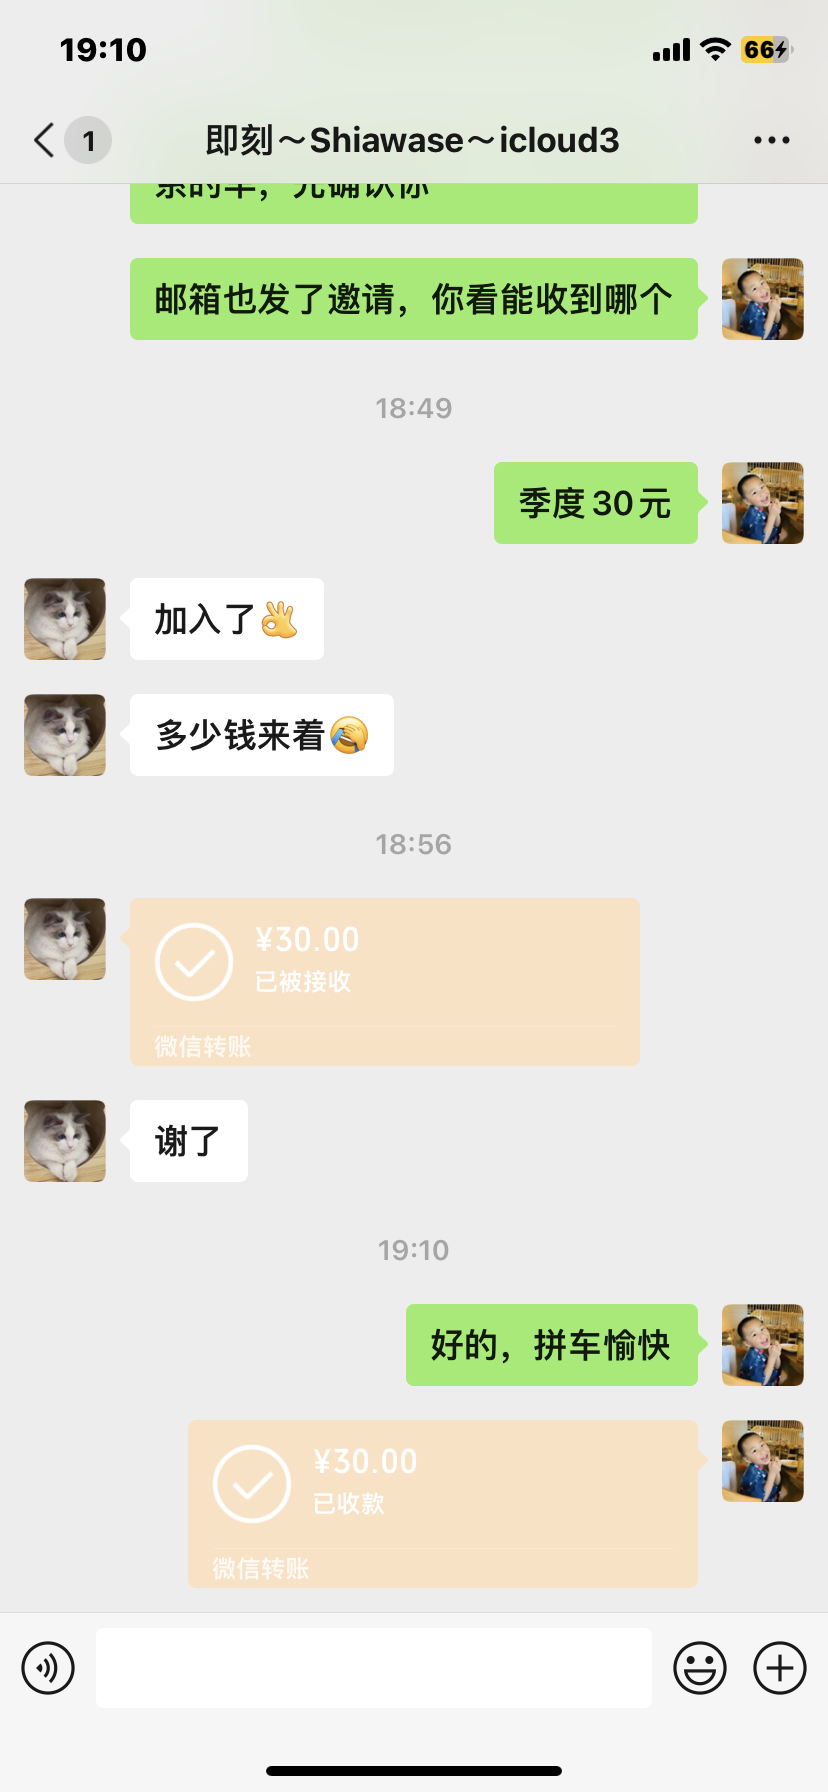 19:10
66
1
即刻～Shiawase～icloud3
邮箱也发了邀请，你看能收到哪个
18:49
季度30元
加入了👌
多少钱来着🤣
18:56
¥30.00
已被接收
微信转账
谢了
19:10
好的，拼车愉快
¥30.00
已收款
微信转账